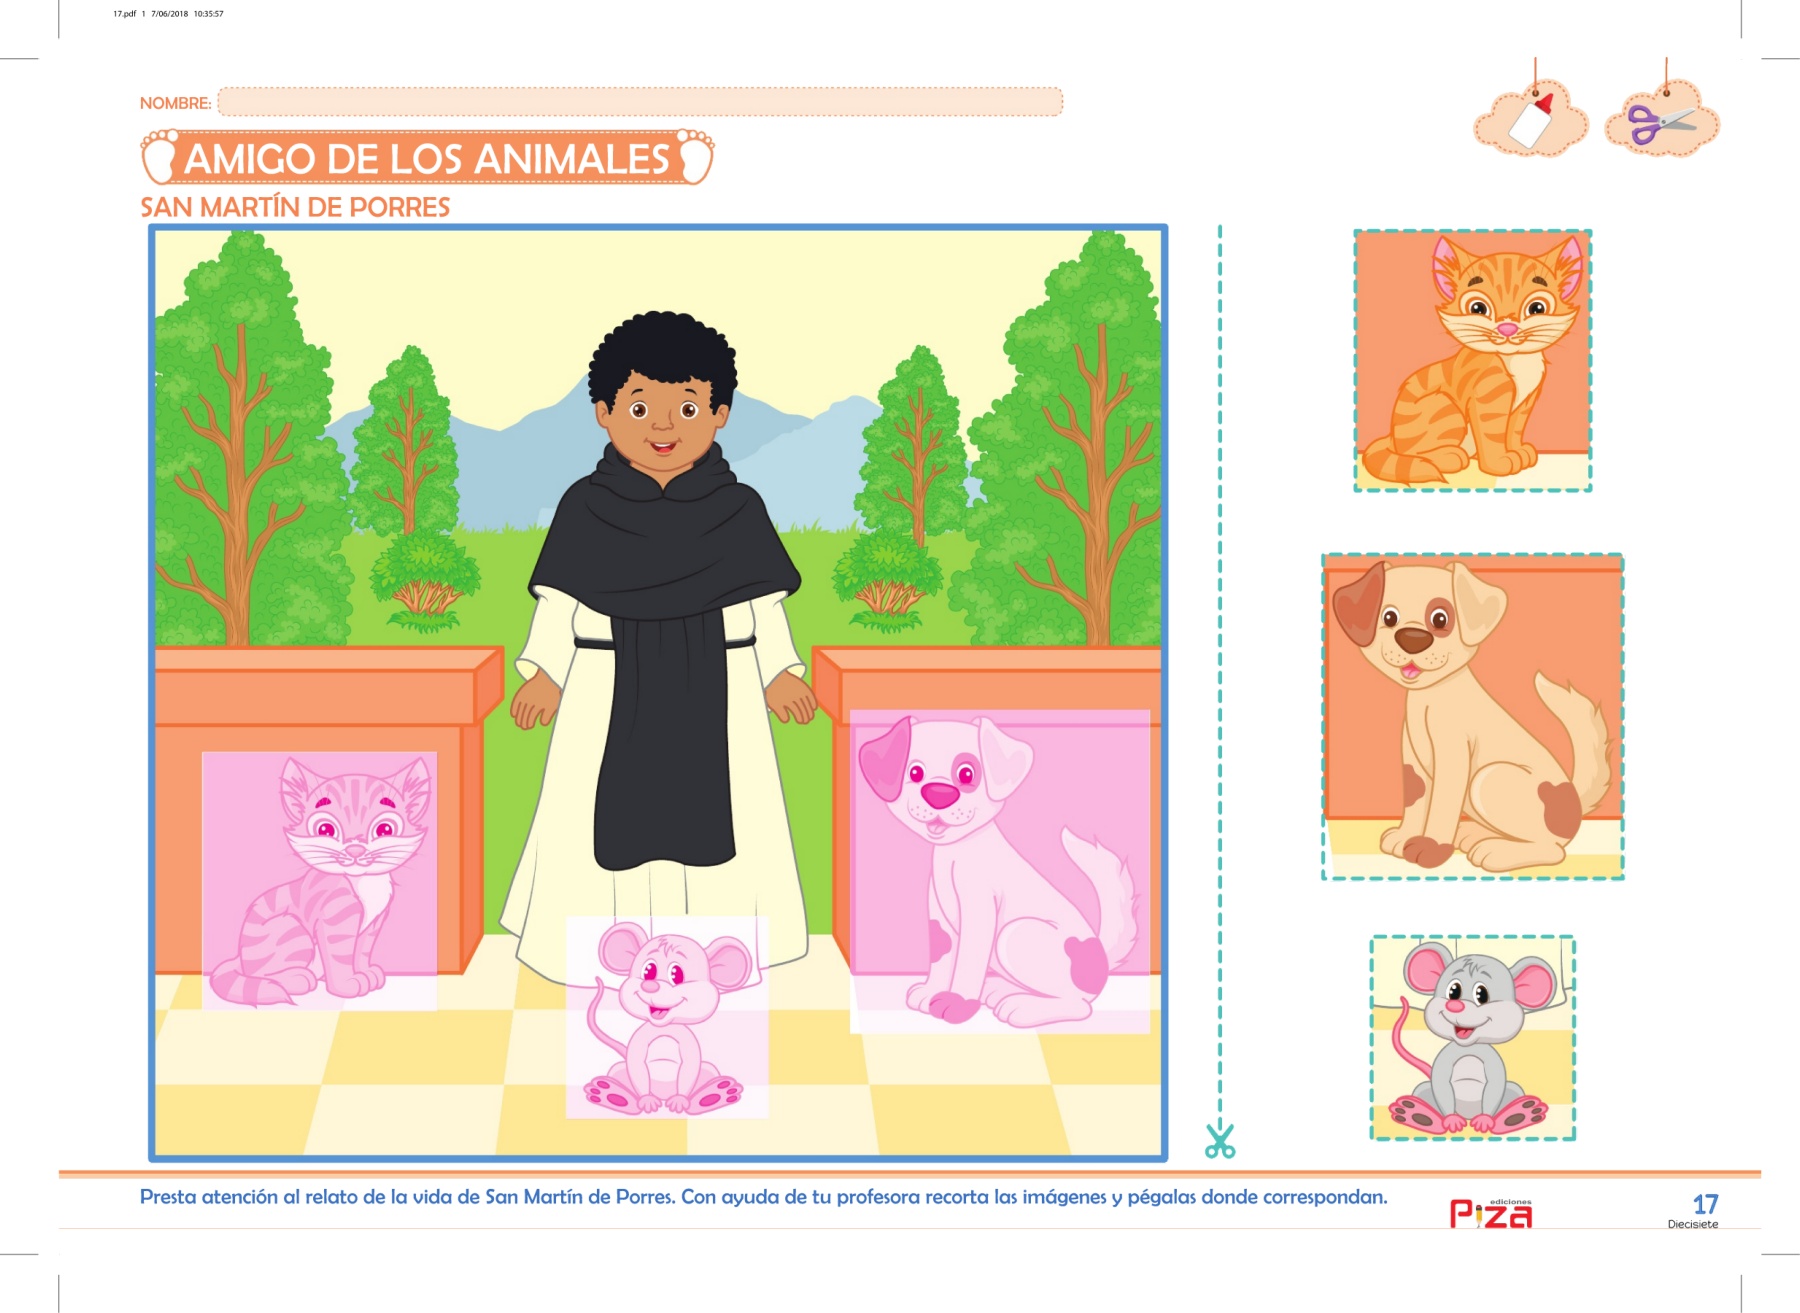 17.pdf 1 7/06/2018 10:35:57
NOMBRE:
AMIGO DE LOS ANIMALES
SAN MARTÍN DE PORRES
Presta atención al relato de la vida de San Martín de Porres. Con ayuda de tu profesora recorta las imágenes y pégalas donde correspondan.
ediciones
Piza
17
Diecisiete